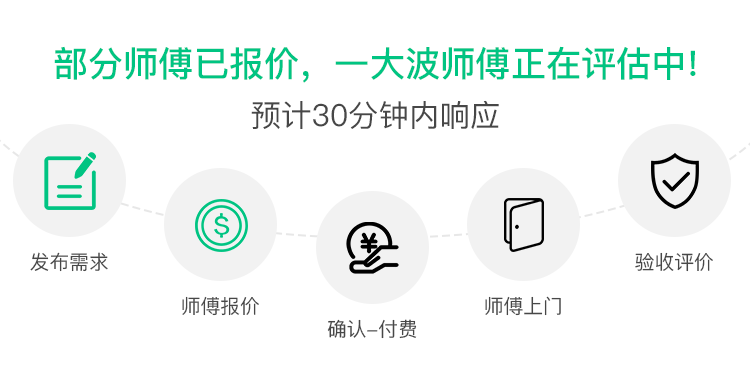 部分师傅已报价，一大波师傅正在评估中!
预计30分钟内响应
发布需求
师傅报价
确认–付费
师傅上门
验收评价